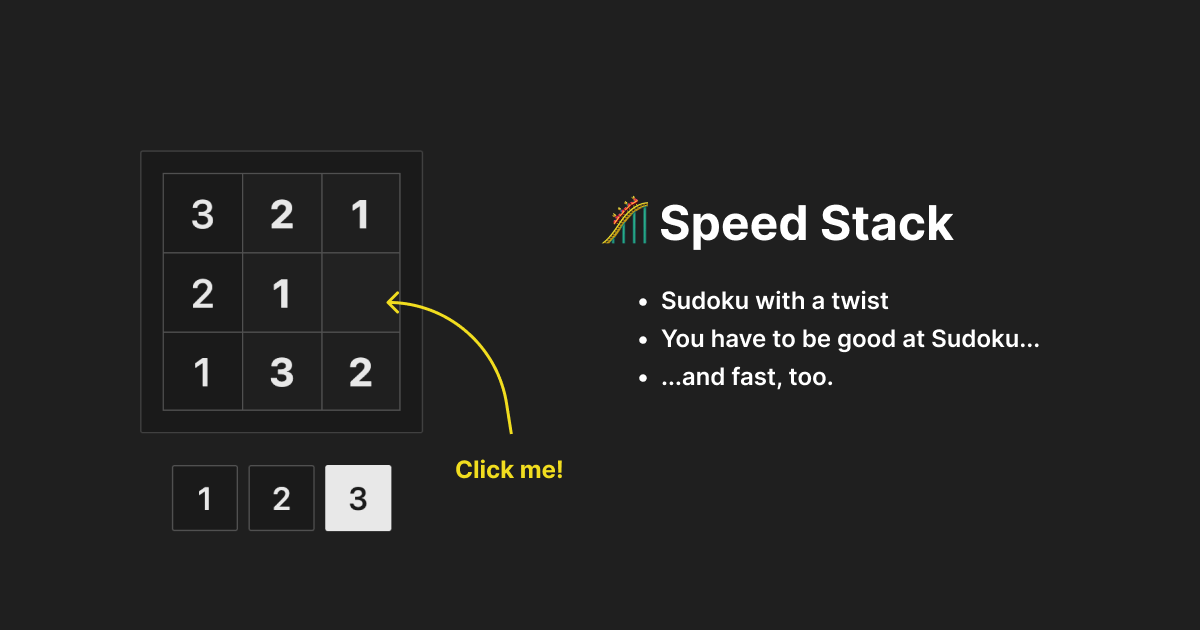 3 2 1
2 1
1 3 2
1 2 3
Click me!
Speed Stack
• Sudoku with a twist
• You have to be good at Sudoku...
• ...and fast, too.